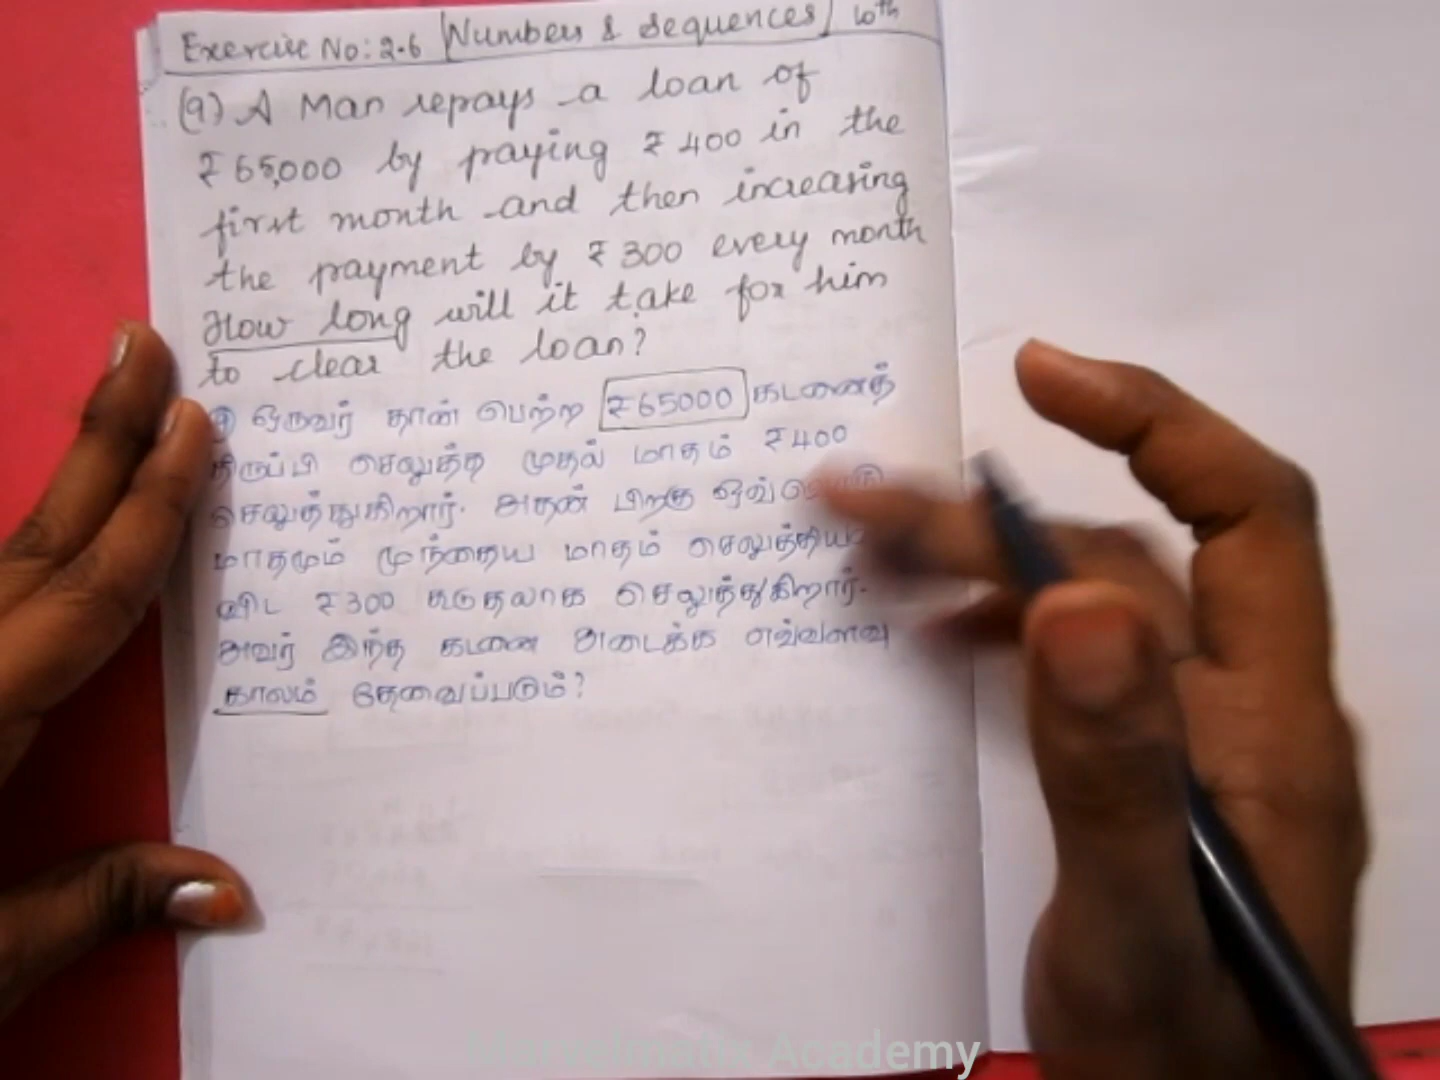 Exercise No: 2.6 Numbers & Sequences 10th
(9) A Man repays a loan of
₹ 65,000 by paying ₹ 400 in the
first month and then increasing
the payment by ₹ 300 every month
How long will it take for him
to clear the loan?
9 ஒருவர் தான் பெற்ற ₹65000 கடனைத்
திருப்பி செலுத்த முதல் மாதம் ₹400
செலுத்துகிறார். அதன் பிறகு
மாதமும் முந்தைய மாதம் செலுத்திய
விட ₹300 கூடுதலாக செலுத்துகிறார்.
அவர் இந்த கடனை அடைக்க எவ்வளவு
காலம் தேவைப்படும்?
Marvelmatix Academy